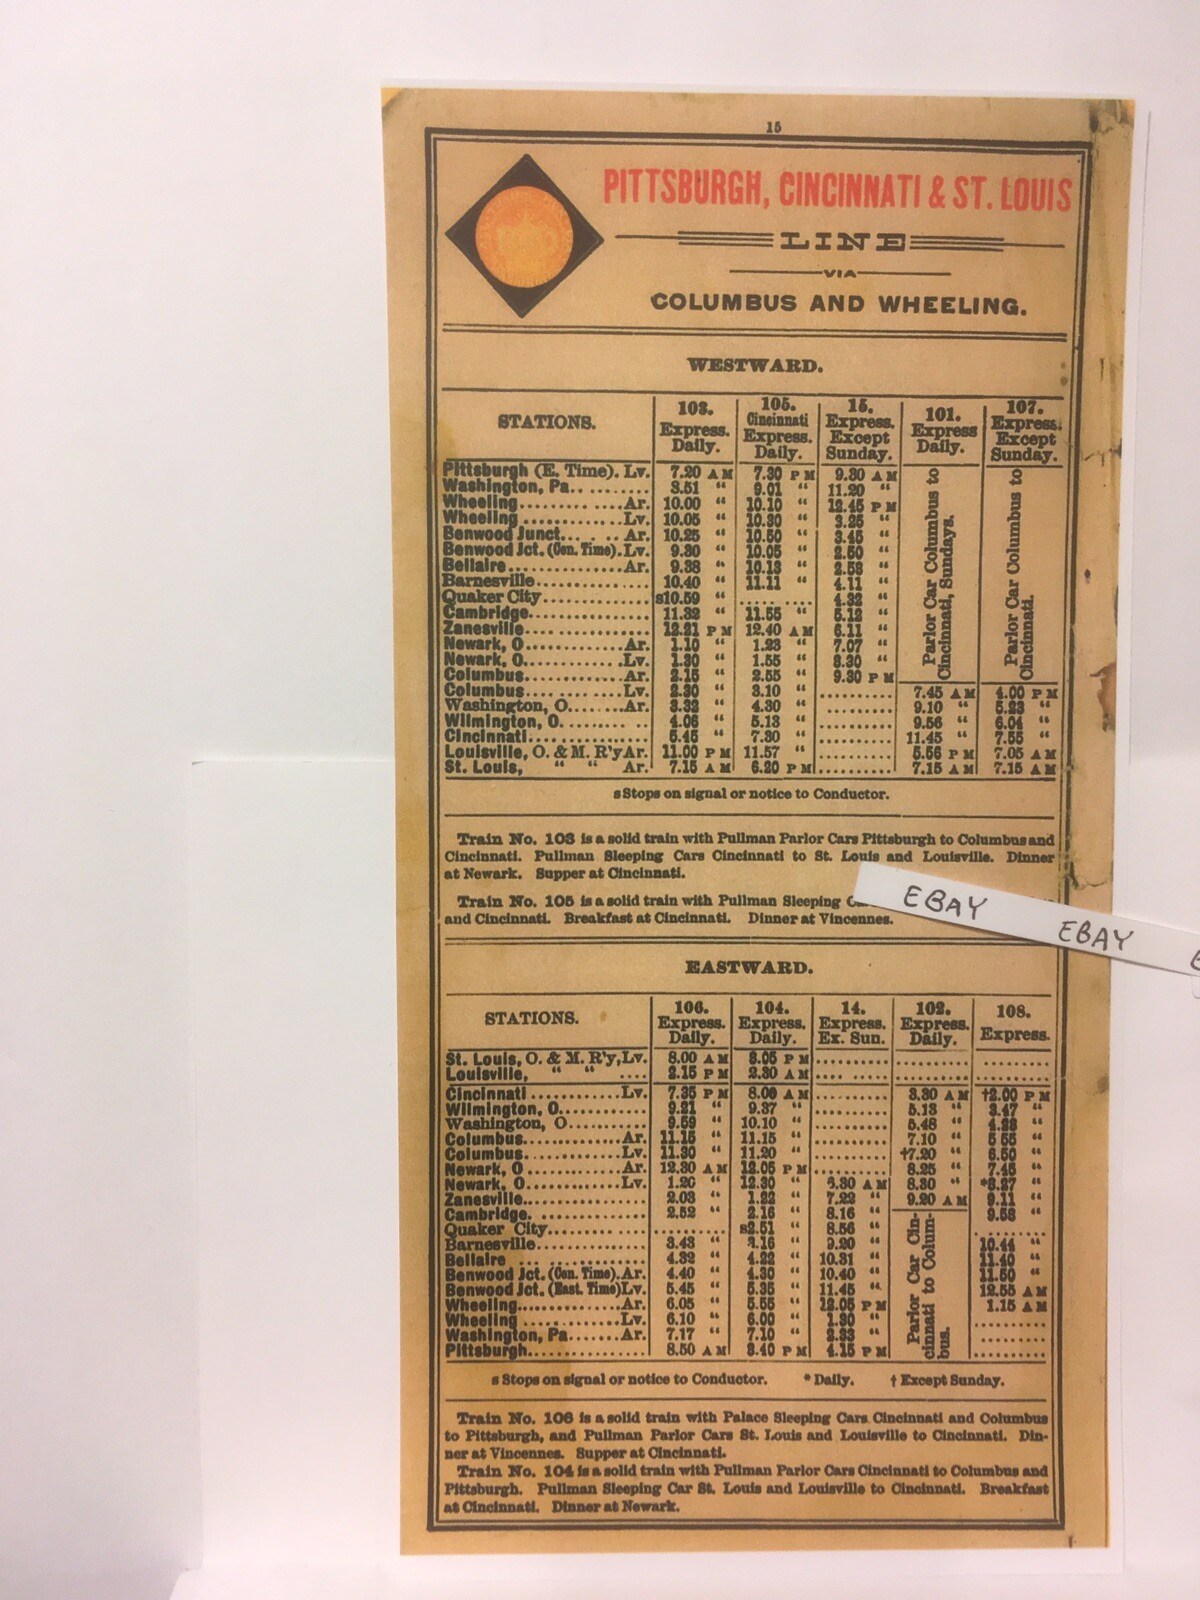 15
PITTSBURGH, CINCINNATI & ST. LOUIS
LINE
VIA
COLUMBUS AND WHEELING.
WESTWARD.
STATIONS. 103. Express. Daily. 105. Cincinnati Express. Daily. 15. Express. Except Sunday. 101. Express Daily. 107. Express. Except Sunday.
Pittsburgh (E. Time). Lv. 7.20 AM 7.30 PM 9.30 AM
Washington, Pa. 8.51 " 9.01 " 11.20 "
Wheeling Ar. 10.00 " 10.10 " 12.45 PM
Wheeling Lv. 10.05 " 10.30 " 3.25 "
Benwood Junct. Ar. 10.25 " 10.50 " 3.45 "
Benwood Jct. (Cen. Time). Lv. 9.30 " 10.05 " 2.50 "
Bellaire Ar. 9.38 " 10.13 " 2.58 "
Barnesville 10.40 " 11.11 " 4.11 "
Quaker City s10.59 " 4.32 "
Cambridge 11.32 " 11.55 " 5.12 "
Zanesville 12.21 PM 12.40 AM 6.11 "
Newark, O. Ar. 1.10 " 1.23 " 7.07 "
Newark, O. Lv. 1.30 " 1.55 " 8.30 "
Columbus Ar. 2.15 " 2.55 " 9.30 PM
Parlor Car Columbus to Cincinnati, Sundays.
Parlor Car Columbus to Cincinnati.
Columbus Lv. 2.30 " 3.10 " 7.45 AM 4.00 PM
Washington, O. Ar. 3.32 " 4.30 " 9.10 " 5.23 "
Wilmington, O. 4.06 " 5.13 " 9.56 " 6.04 "
Cincinnati 5.45 " 7.30 " 11.45 " 7.55 "
Louisville, O. & M. R'y Ar. 11.00 PM 11.57 " 5.56 PM 7.05 AM
St. Louis, " " Ar. 7.15 AM 6.20 PM 7.15 AM 7.15 AM
s Stops on signal or notice to Conductor.
Train No. 103 is a solid train with Pullman Parlor Cars Pittsburgh to Columbus and
Cincinnati. Pullman Sleeping Cars Cincinnati to St. Louis and Louisville. Dinner
at Newark. Supper at Cincinnati.
Train No. 105 is a solid train with Pullman Sleeping
and Cincinnati. Breakfast at Cincinnati. Dinner at Vincennes.
EBAY EBAY
EASTWARD.
STATIONS. 106. Express. Daily. 104. Express. Daily. 14. Express. Ex. Sun. 102. Express. Daily. 108. Express.
St. Louis, O. & M. R'y, Lv. 8.00 AM 8.05 PM
Louisville, " " 2.15 PM 2.30 AM
Cincinnati Lv. 7.35 PM 8.00 AM 3.30 AM †2.00 PM
Wilmington, O. 9.21 " 9.37 " 5.13 " 3.47 "
Washington, O 9.59 " 10.10 " 5.48 " "
Columbus Ar. 11.15 " 11.15 " 7.10 " 5.55 "
Columbus Lv. 11.30 " 11.20 " †7.20 " 6.50 "
Newark, O Ar. 12.30 AM 12.05 PM 8.25 " 7.45 "
Newark, O. Lv. 1.20 " 12.30 " AM 8.30 " "
Zanesville 2.03 " 1.22 " 7.22 " 9.20 AM 9.11 "
Cambridge. 2.52 " 2.16 " 8.16 " 9.58 "
Quaker City s2.51 " 8.56 "
Barnesville 3.43 " 3.16 " 9.20 " 10.44 "
Bellaire 4.32 " 4.22 " 10.31 " 11.40 "
Benwood Jct. (Cen. Time). Ar. 4.40 " 4.30 " 10.40 " 11.50 "
Benwood Jct. (East. Time) Lv. 5.45 " 5.35 " 11.45 " 12.55 AM
Wheeling Ar. 6.05 " 5.55 " 12.05 PM 1.15 AM
Wheeling Lv. 6.10 " 6.00 " 1.30 "
Washington, Pa Ar. 7.17 " 7.10 " 2.33 "
Pittsburgh 8.50 AM 8.40 PM 4.15 PM
Parlor Car Cin-
cinnati to Colum-
bus.
s Stops on signal or notice to Conductor. * Daily. † Except Sunday.
Train No. 106 is a solid train with Palace Sleeping Cars Cincinnati and Columbus
to Pittsburgh, and Pullman Parlor Cars St. Louis and Louisville to Cincinnati. Din-
ner at Vincennes. Supper at Cincinnati.
Train No. 104 is a solid train with Pullman Parlor Cars Cincinnati to Columbus and
Pittsburgh. Pullman Sleeping Car St. Louis and Louisville to Cincinnati. Breakfast
at Cincinnati. Dinner at Newark.